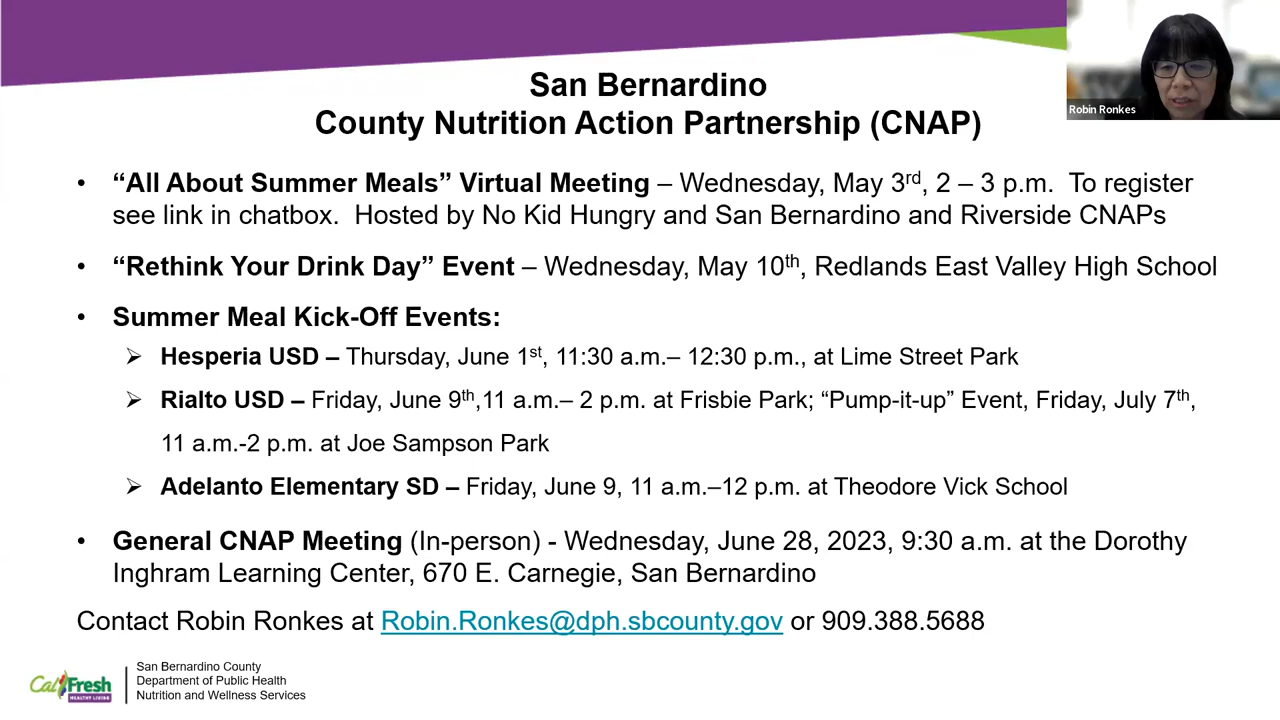 San Bernardino
County Nutrition Action Partnership (CNAP)
Robin Ronkes
• “All About Summer Meals” Virtual Meeting – Wednesday, May 3rd, 2 – 3 p.m.  To register
see link in chatbox.  Hosted by No Kid Hungry and San Bernardino and Riverside CNAPs
• “Rethink Your Drink Day” Event – Wednesday, May 10th, Redlands East Valley High School
• Summer Meal Kick-Off Events:
➢ Hesperia USD – Thursday, June 1st, 11:30 a.m.– 12:30 p.m., at Lime Street Park
➢ Rialto USD – Friday, June 9th,11 a.m.– 2 p.m. at Frisbie Park; “Pump-it-up” Event, Friday, July 7th,
11 a.m.-2 p.m. at Joe Sampson Park
➢ Adelanto Elementary SD – Friday, June 9, 11 a.m.–12 p.m. at Theodore Vick School
• General CNAP Meeting (In-person) - Wednesday, June 28, 2023, 9:30 a.m. at the Dorothy
Inghram Learning Center, 670 E. Carnegie, San Bernardino
Contact Robin Ronkes at Robin.Ronkes@dph.sbcounty.gov or 909.388.5688
CalFresh
HEALTHY LIVING
San Bernardino County
Department of Public Health
Nutrition and Wellness Services